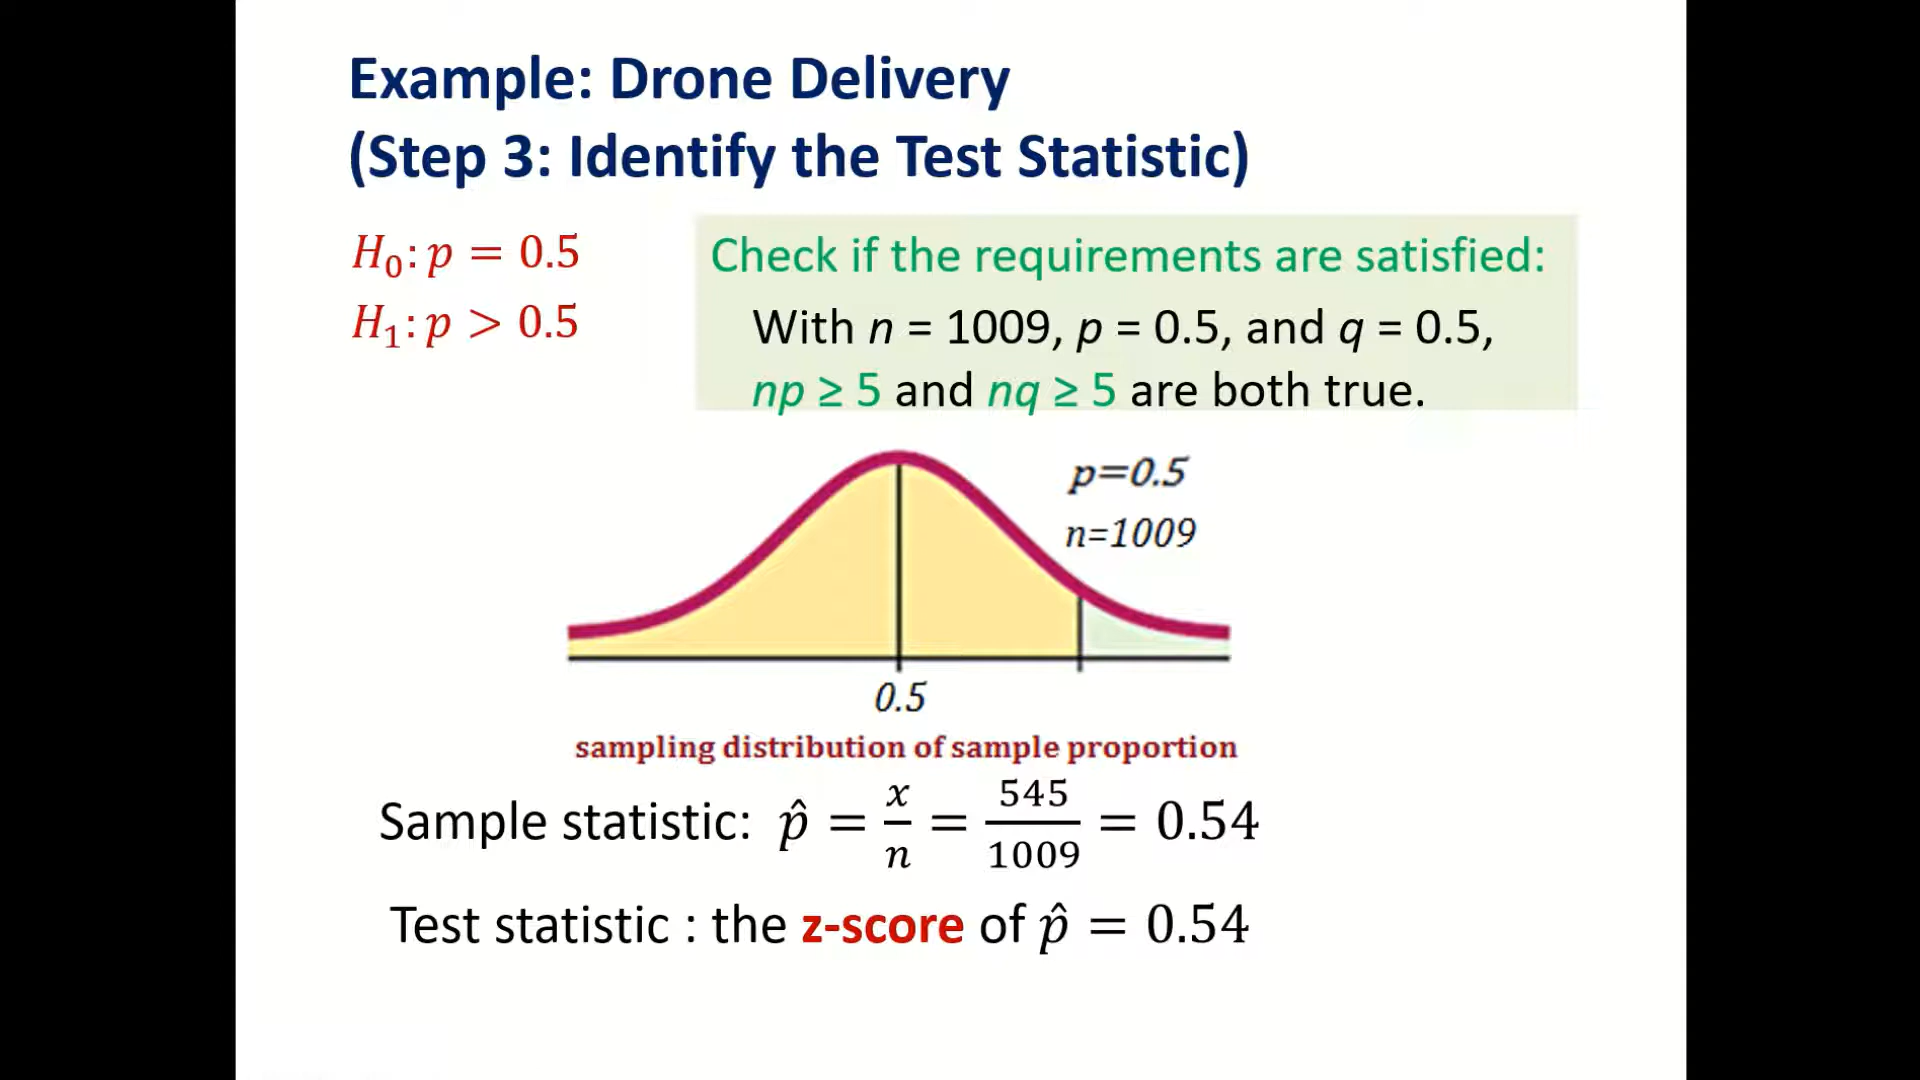 Example: Drone Delivery
(Step 3: Identify the Test Statistic)
H₀: p = 0.5
H₁: p > 0.5
Check if the requirements are satisfied:
With n = 1009, p = 0.5, and q = 0.5,
np ≥ 5 and nq ≥ 5 are both true.
p=0.5
n=1009
0.5
sampling distribution of sample proportion
Sample statistic: p̂ = x/n = 545/1009 = 0.54
Test statistic : the z-score of p̂ = 0.54